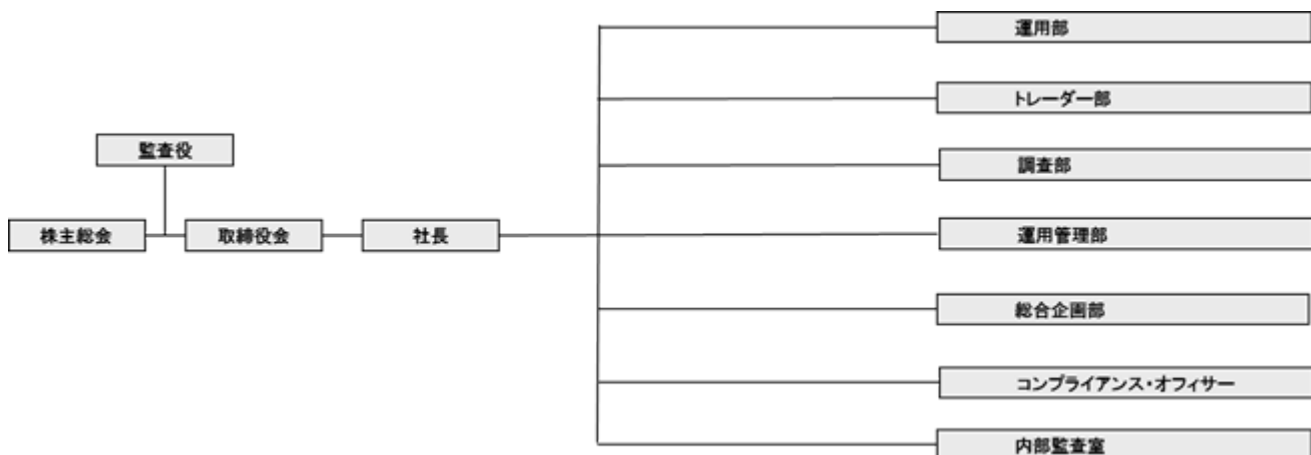 運用部
トレーダー部
監査役
調査部
株主総会
取締役会
社長
運用管理部
総合企画部
コンプライアンス・オフィサー
内部監査室